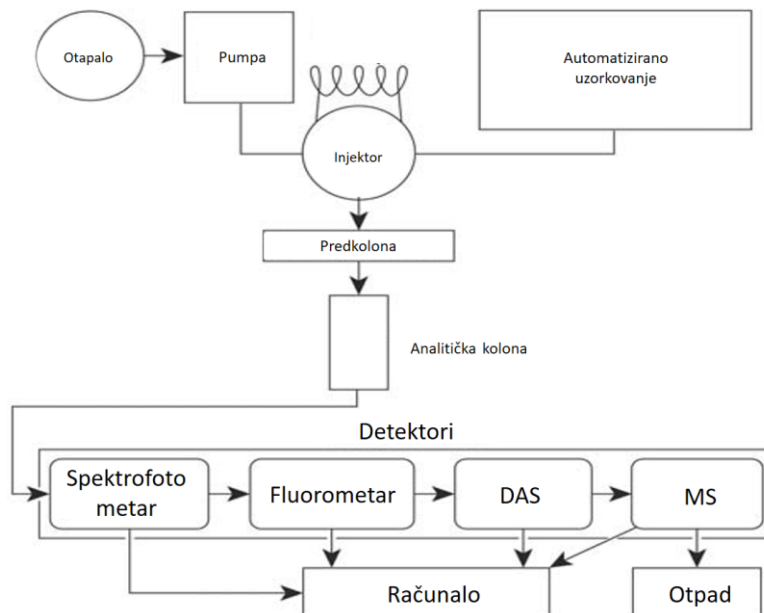 Otapalo
Pumpa
Automatizirano
uzorkovanje
Injektor
Predkolona
Analitička kolona
Detektori
Spektrofoto
metar
Fluorometar
DAS
MS
Računalo
Otpad